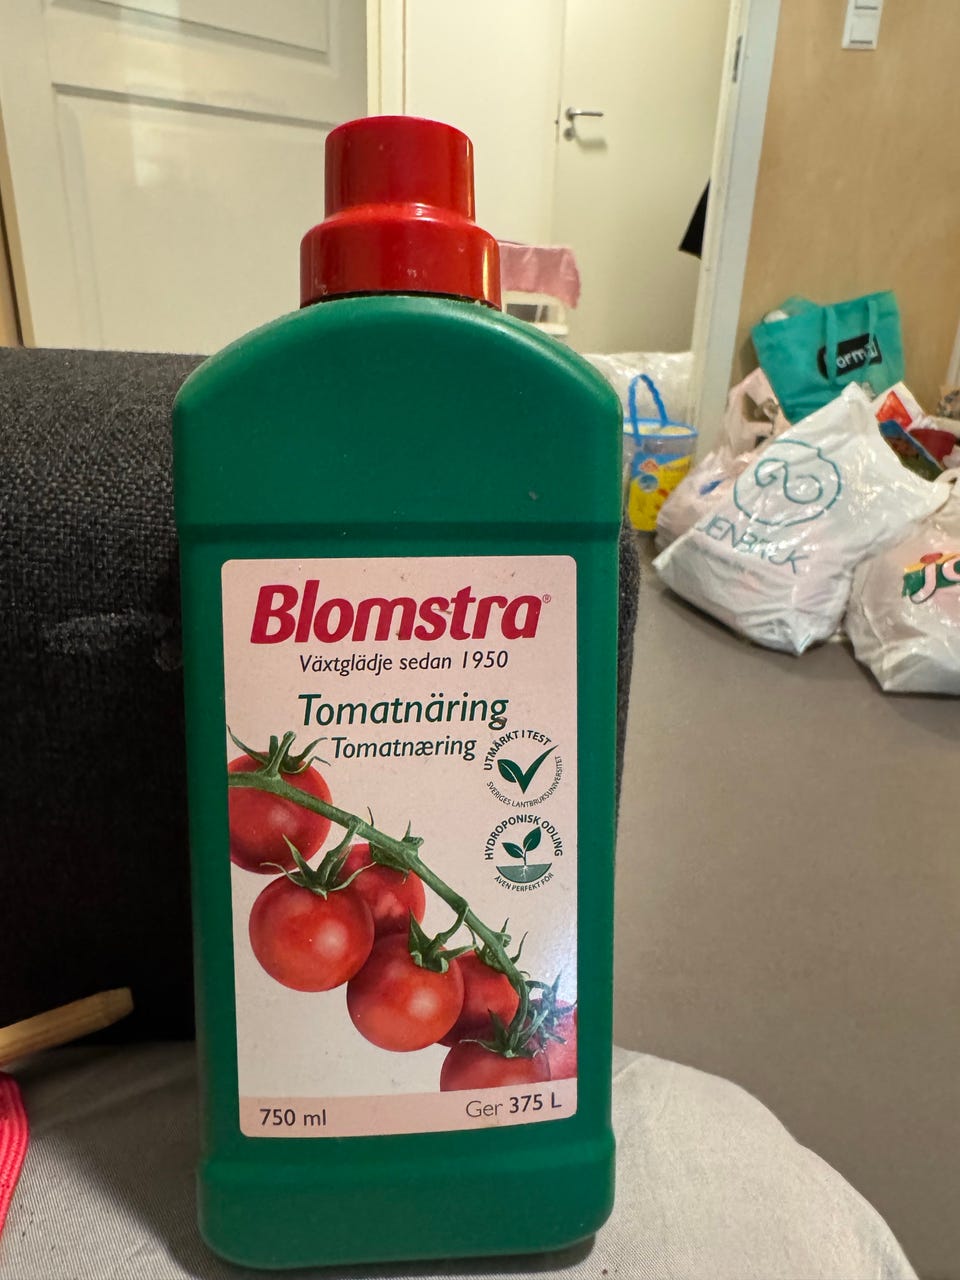 Blomstra®
Växtglädje sedan 1950
Tomatnäring
Tomatnæring
UTMÄRKT I TEST
SVERIGES LANTBRUKSUNIVERSITET
HYDROPONISK ODLING
ÄVEN PERFEKT FÖR
750 ml
Ger 375 L